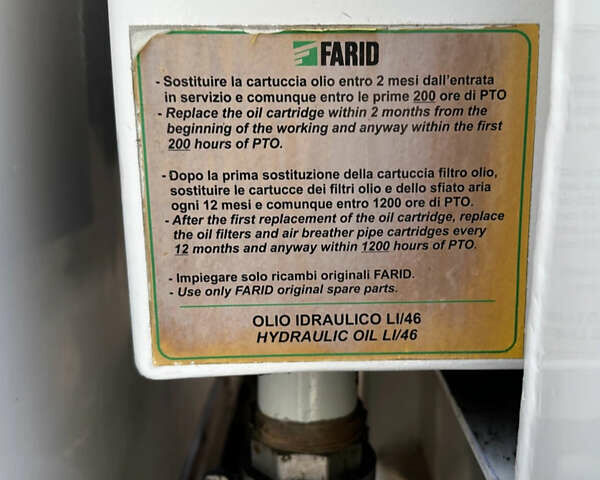 FARID
- Sostituire la cartuccia olio entro 2 mesi dall'entrata
in servizio e comunque entro le prime 200 ore di PTO
- Replace the oil cartridge within 2 months from the
beginning of the working and anyway within the first
200 hours of PTO.
- Dopo la prima sostituzione della cartuccia filtro olio,
sostituire le cartucce dei filtri olio e dello sfiato aria
ogni 12 mesi e comunque entro 1200 ore di PTO.
- After the first replacement of the oil cartridge, replace
the oil filters and air breather pipe cartridges every
12 months and anyway within 1200 hours of PTO.
- Impiegare solo ricambi originali FARID.
- Use only FARID original spare parts.
OLIO IDRAULICO LI/46
HYDRAULIC OIL LI/46